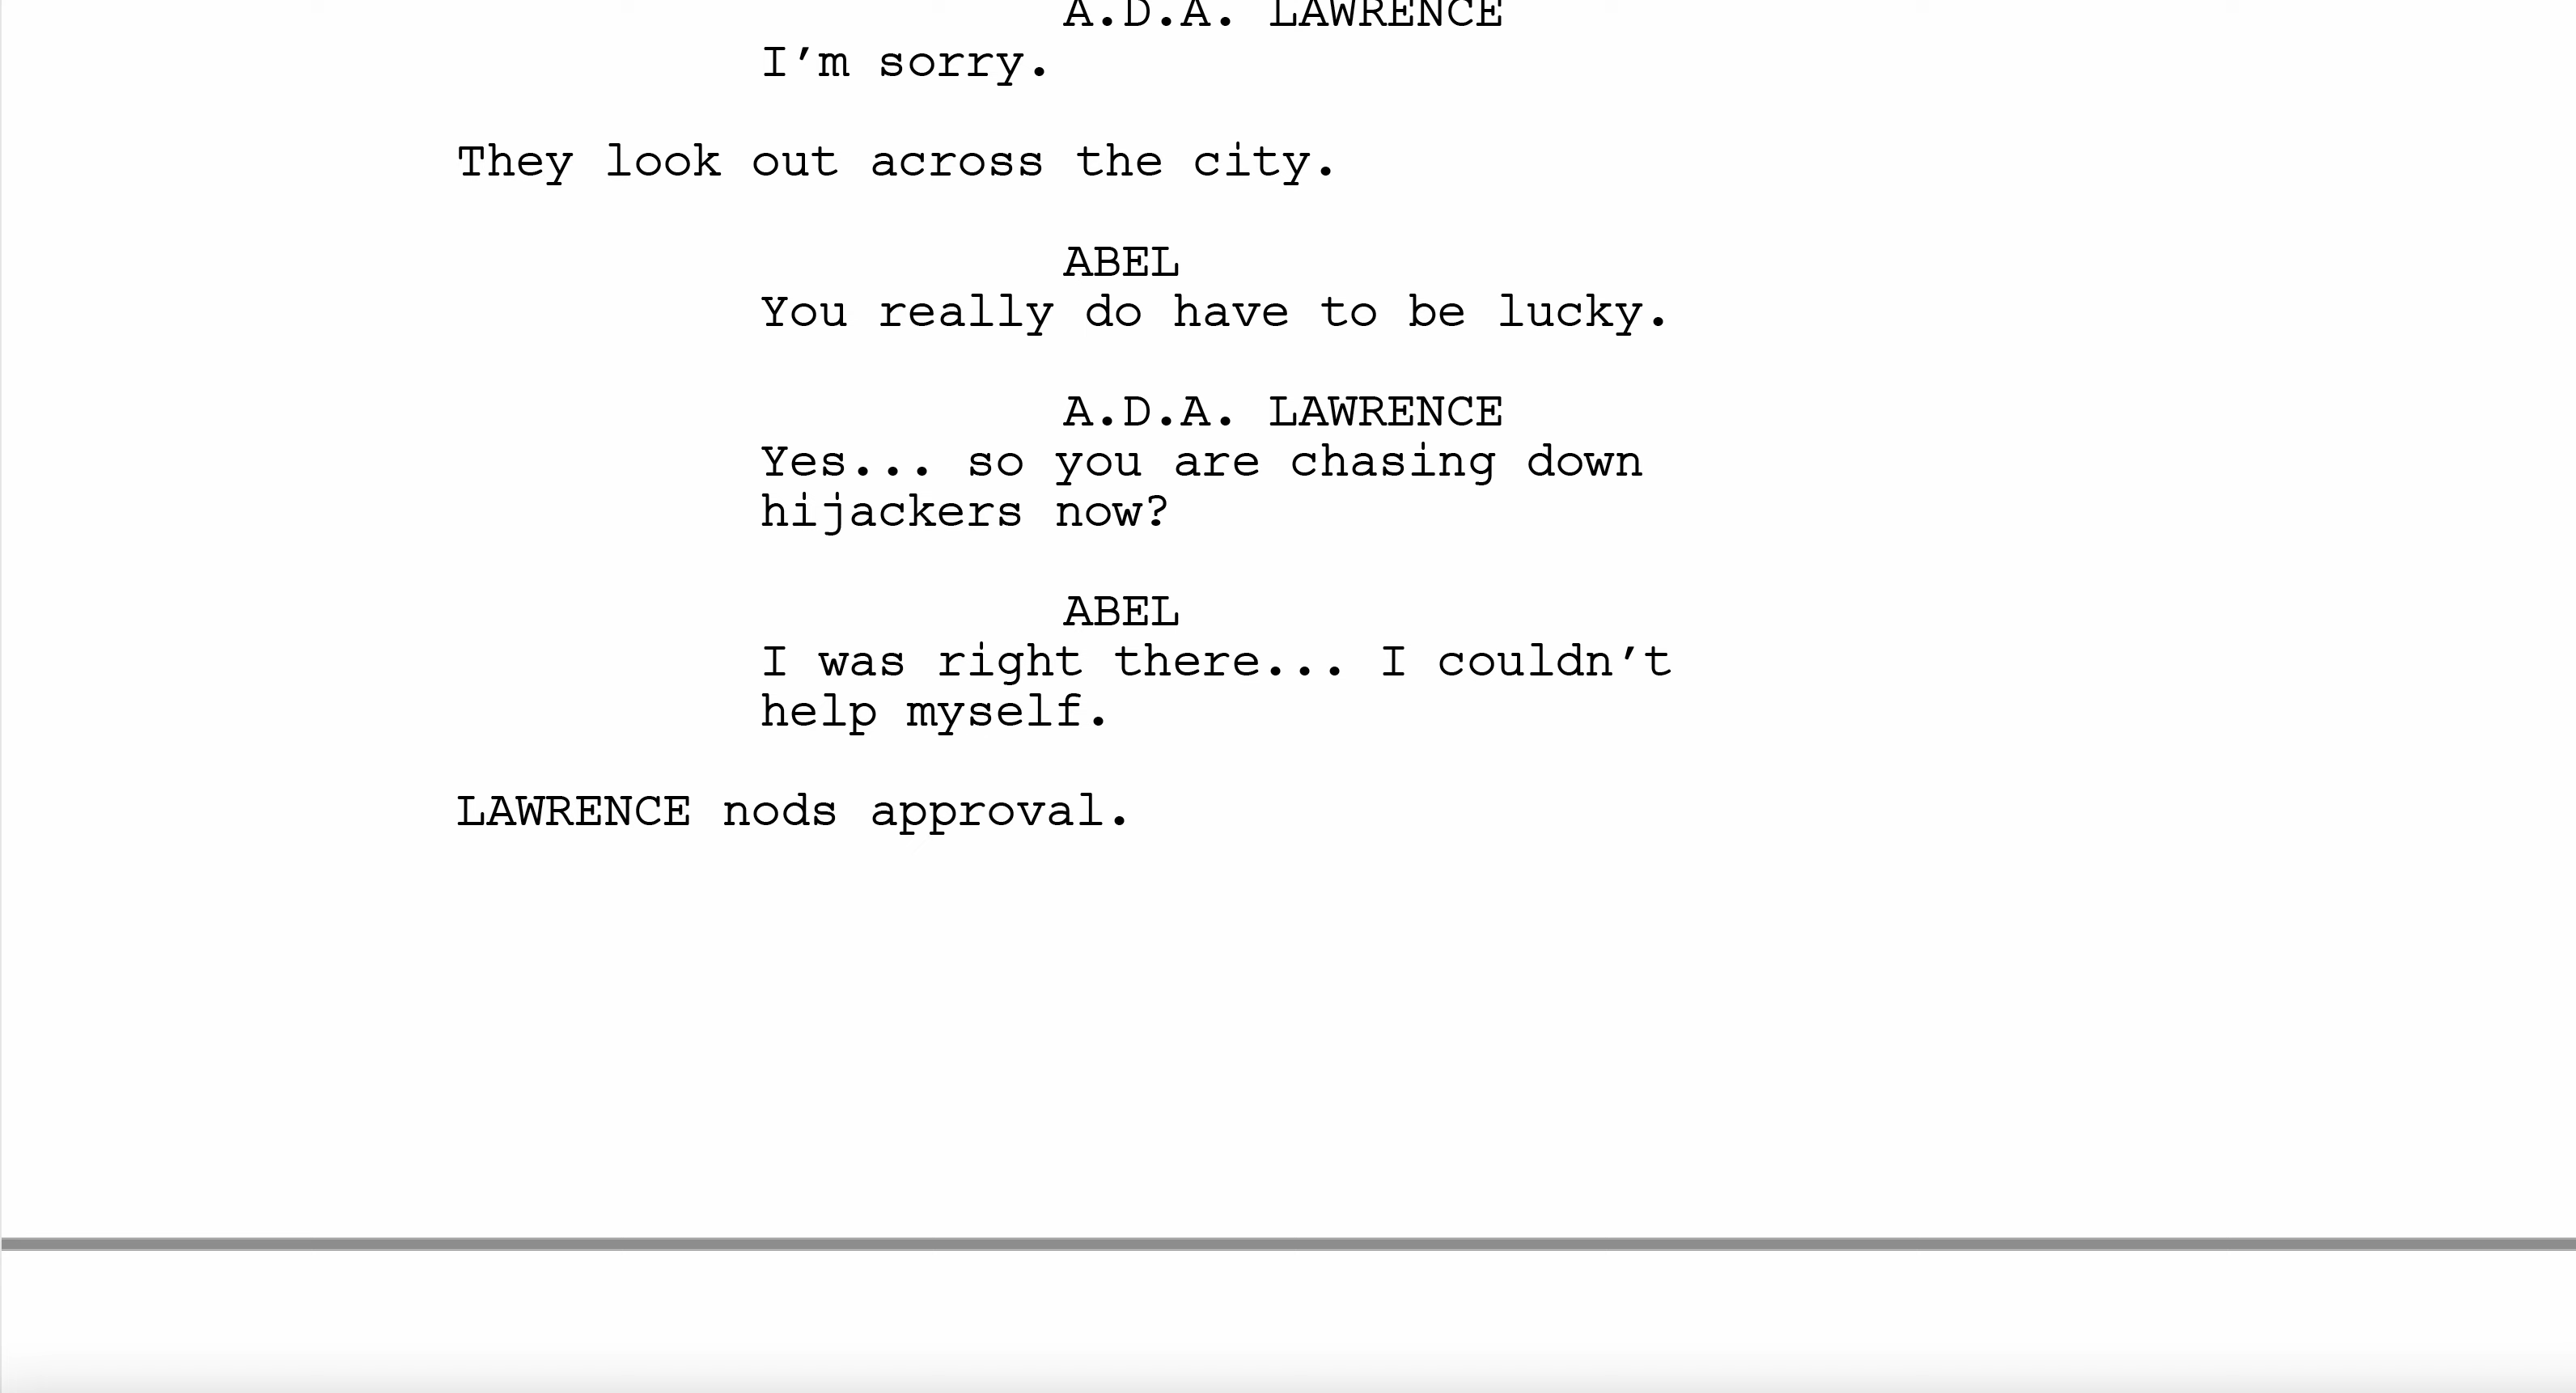 A.D.A. LAWRENCE
I’m sorry.
They look out across the city.
ABEL
You really do have to be lucky.
A.D.A. LAWRENCE
Yes... so you are chasing down
hijackers now?
ABEL
I was right there... I couldn’t
help myself.
LAWRENCE nods approval.